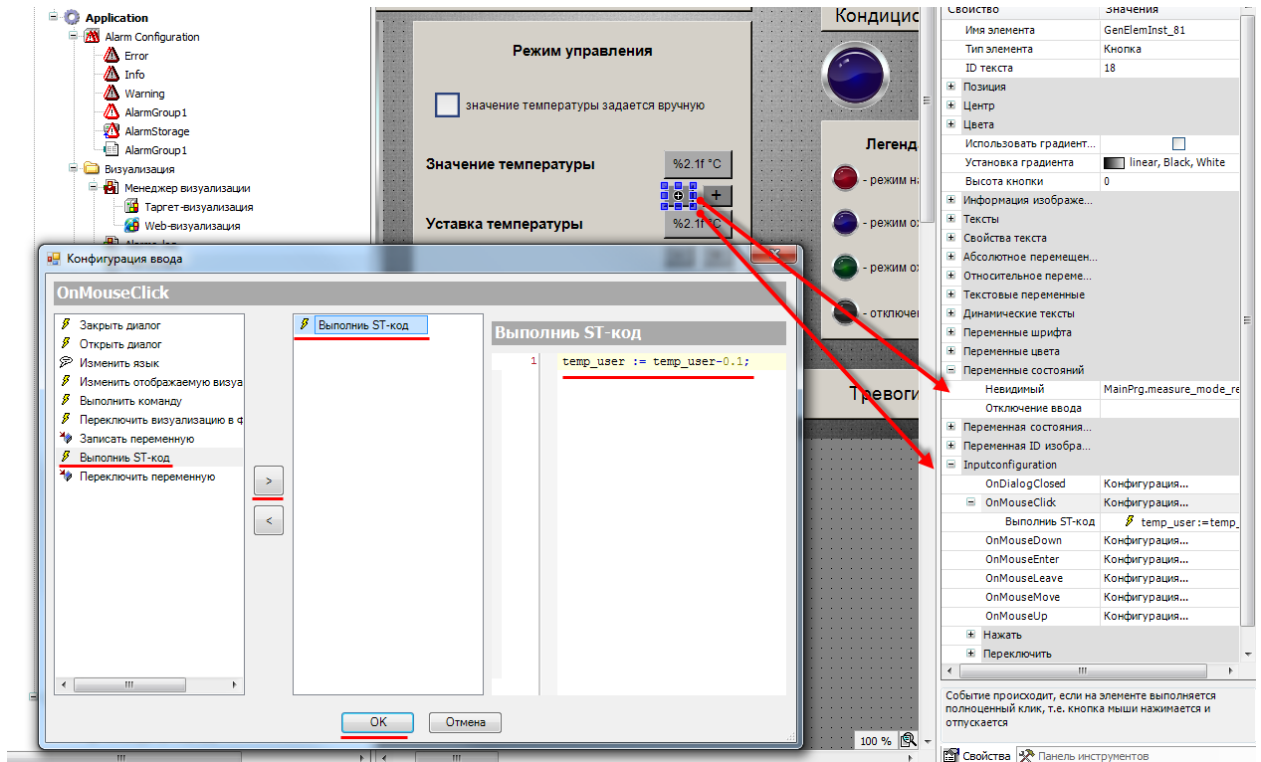 Application
Alarm Configuration
Error
Info
Warning
AlarmGroup1
AlarmStorage
AlarmGroup1
Визуализация
Менеджер визуализации
Таргет-визуализация
Web-визуализация
Режим управления
значение температуры задается вручную
Значение температуры
%2.1f °C
+
Уставка температуры
%2.1f °C
Кондицис
Легенд
- режим н
- режим о
- режим о
- отключе
Тревоги
100 %
Конфигурация ввода
OnMouseClick
Закрыть диалог
Открыть диалог
Изменить язык
Изменить отображаемую визуа
Выполнить команду
Переключить визуализацию в ф
Записать переменную
Выполниь ST-код
Переключить переменную
>
<
Выполниь ST-код
Выполниь ST-код
1 temp_user := temp_user-0.1;
OK Отмена
Свойство Значения
Имя элемента GenElemInst_81
Тип элемента Кнопка
ID текста 18
Позиция
Центр
Цвета
Использовать градиент...
Установка градиента linear, Black, White
Высота кнопки 0
Информация изображе...
Тексты
Свойства текста
Абсолютное перемещен...
Относительное переме...
Текстовые переменные
Динамические тексты
Переменные шрифта
Переменные цвета
Переменные состояний
Невидимый MainPrg.measure_mode_re
Отключение ввода
Переменная состояния...
Переменная ID изобра...
Inputconfiguration
OnDialogClosed Конфигурация...
OnMouseClick Конфигурация...
Выполниь ST-код temp_user:=temp_
OnMouseDown Конфигурация...
OnMouseEnter Конфигурация...
OnMouseLeave Конфигурация...
OnMouseMove Конфигурация...
OnMouseUp Конфигурация...
Нажать
Переключить
Событие происходит, если на элементе выполняется
полноценный клик, т.е. кнопка мыши нажимается и
отпускается
Свойства Панель инструментов